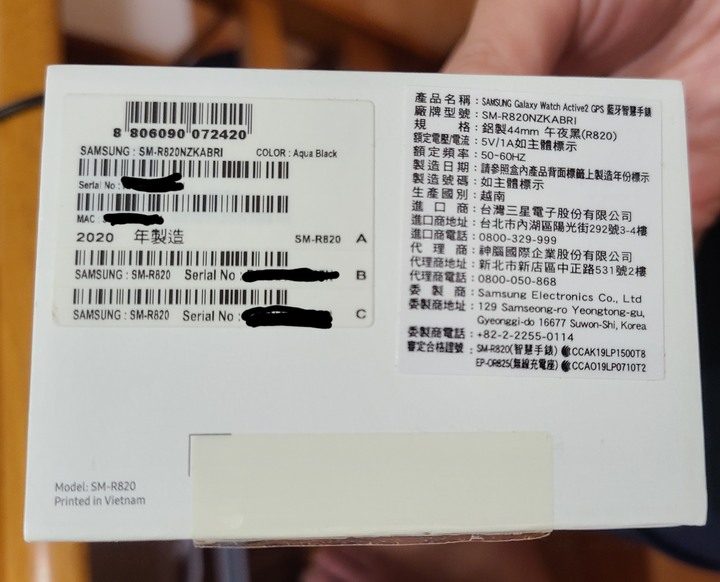 8 806090 072420
SAMSUNG : SM-R820NZKABRI COLOR : Aqua Black
Serial No :
MAC
2020 年製造 SM-R820 A
SAMSUNG : SM-R820 Serial No : B
SAMSUNG : SM-R820 Serial No : C
Model: SM-R820
Printed in Vietnam
產品名稱 : SAMSUNG Galaxy Watch Active2 GPS 藍牙智慧手錶
廠牌型號 : SM-R820NZKABRI
規格 : 鋁製44mm 午夜黑(R820)
額定電壓/電流 : 5V/1A如主體標示
額定頻率 : 50~60HZ
製造日期 : 請參照盒內產品背面標籤上製造年份標示
製造號碼 : 如主體標示
生產國別 : 越南
進口商 : 台灣三星電子股份有限公司
進口商地址 : 台北市內湖區陽光街292號3-4樓
進口商電話 : 0800-329-999
代理商 : 神腦國際企業股份有限公司
代理商地址 : 新北市新店區中正路531號2樓
代理商電話 : 0800-050-868
委製商 : Samsung Electronics Co., Ltd
委製商地址 : 129 Samseong-ro Yeongtong-gu,
Gyeonggi-do 16677 Suwon-Shi, Korea
委製商電話 : +82-2-2255-0114
審定合格證號 : SM-R820(智慧手錶) CCAK19LP1500T8
EP-OR825(無線充電座) CCAO19LP0710T2